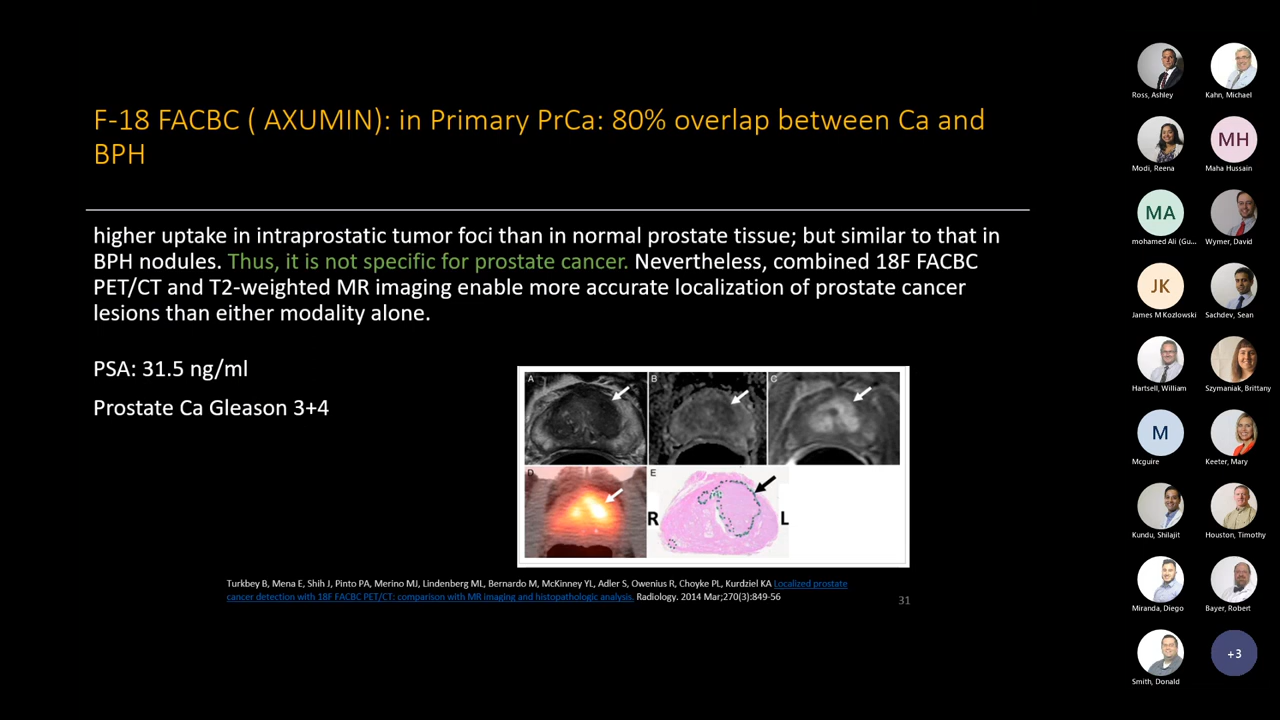 F-18 FACBC ( AXUMIN): in Primary PrCa: 80% overlap between Ca and
BPH
higher uptake in intraprostatic tumor foci than in normal prostate tissue; but similar to that in
BPH nodules. Thus, it is not specific for prostate cancer. Nevertheless, combined 18F FACBC
PET/CT and T2-weighted MR imaging enable more accurate localization of prostate cancer
lesions than either modality alone.
PSA: 31.5 ng/ml
Prostate Ca Gleason 3+4
A
B
C
D
E
R
L
Turkbey B, Mena E, Shih J, Pinto PA, Merino MJ, Lindenberg ML, Bernardo M, McKinney YL, Adler S, Owenius R, Choyke PL, Kurdziel KA Localized prostate
cancer detection with 18F FACBC PET/CT: comparison with MR imaging and histopathologic analysis. Radiology. 2014 Mar;270(3):849-56
31
Ross, Ashley
Kahn, Michael
Modi, Reena
MH
Maha Hussain
MA
mohamed Ali (Gu...
Wymer, David
JK
James M Kozlowski
Sachdev, Sean
Hartsell, William
Szymaniak, Brittany
M
Mcguire
Keeter, Mary
Kundu, Shilajit
Houston, Timothy
Miranda, Diego
Bayer, Robert
Smith, Donald
+3